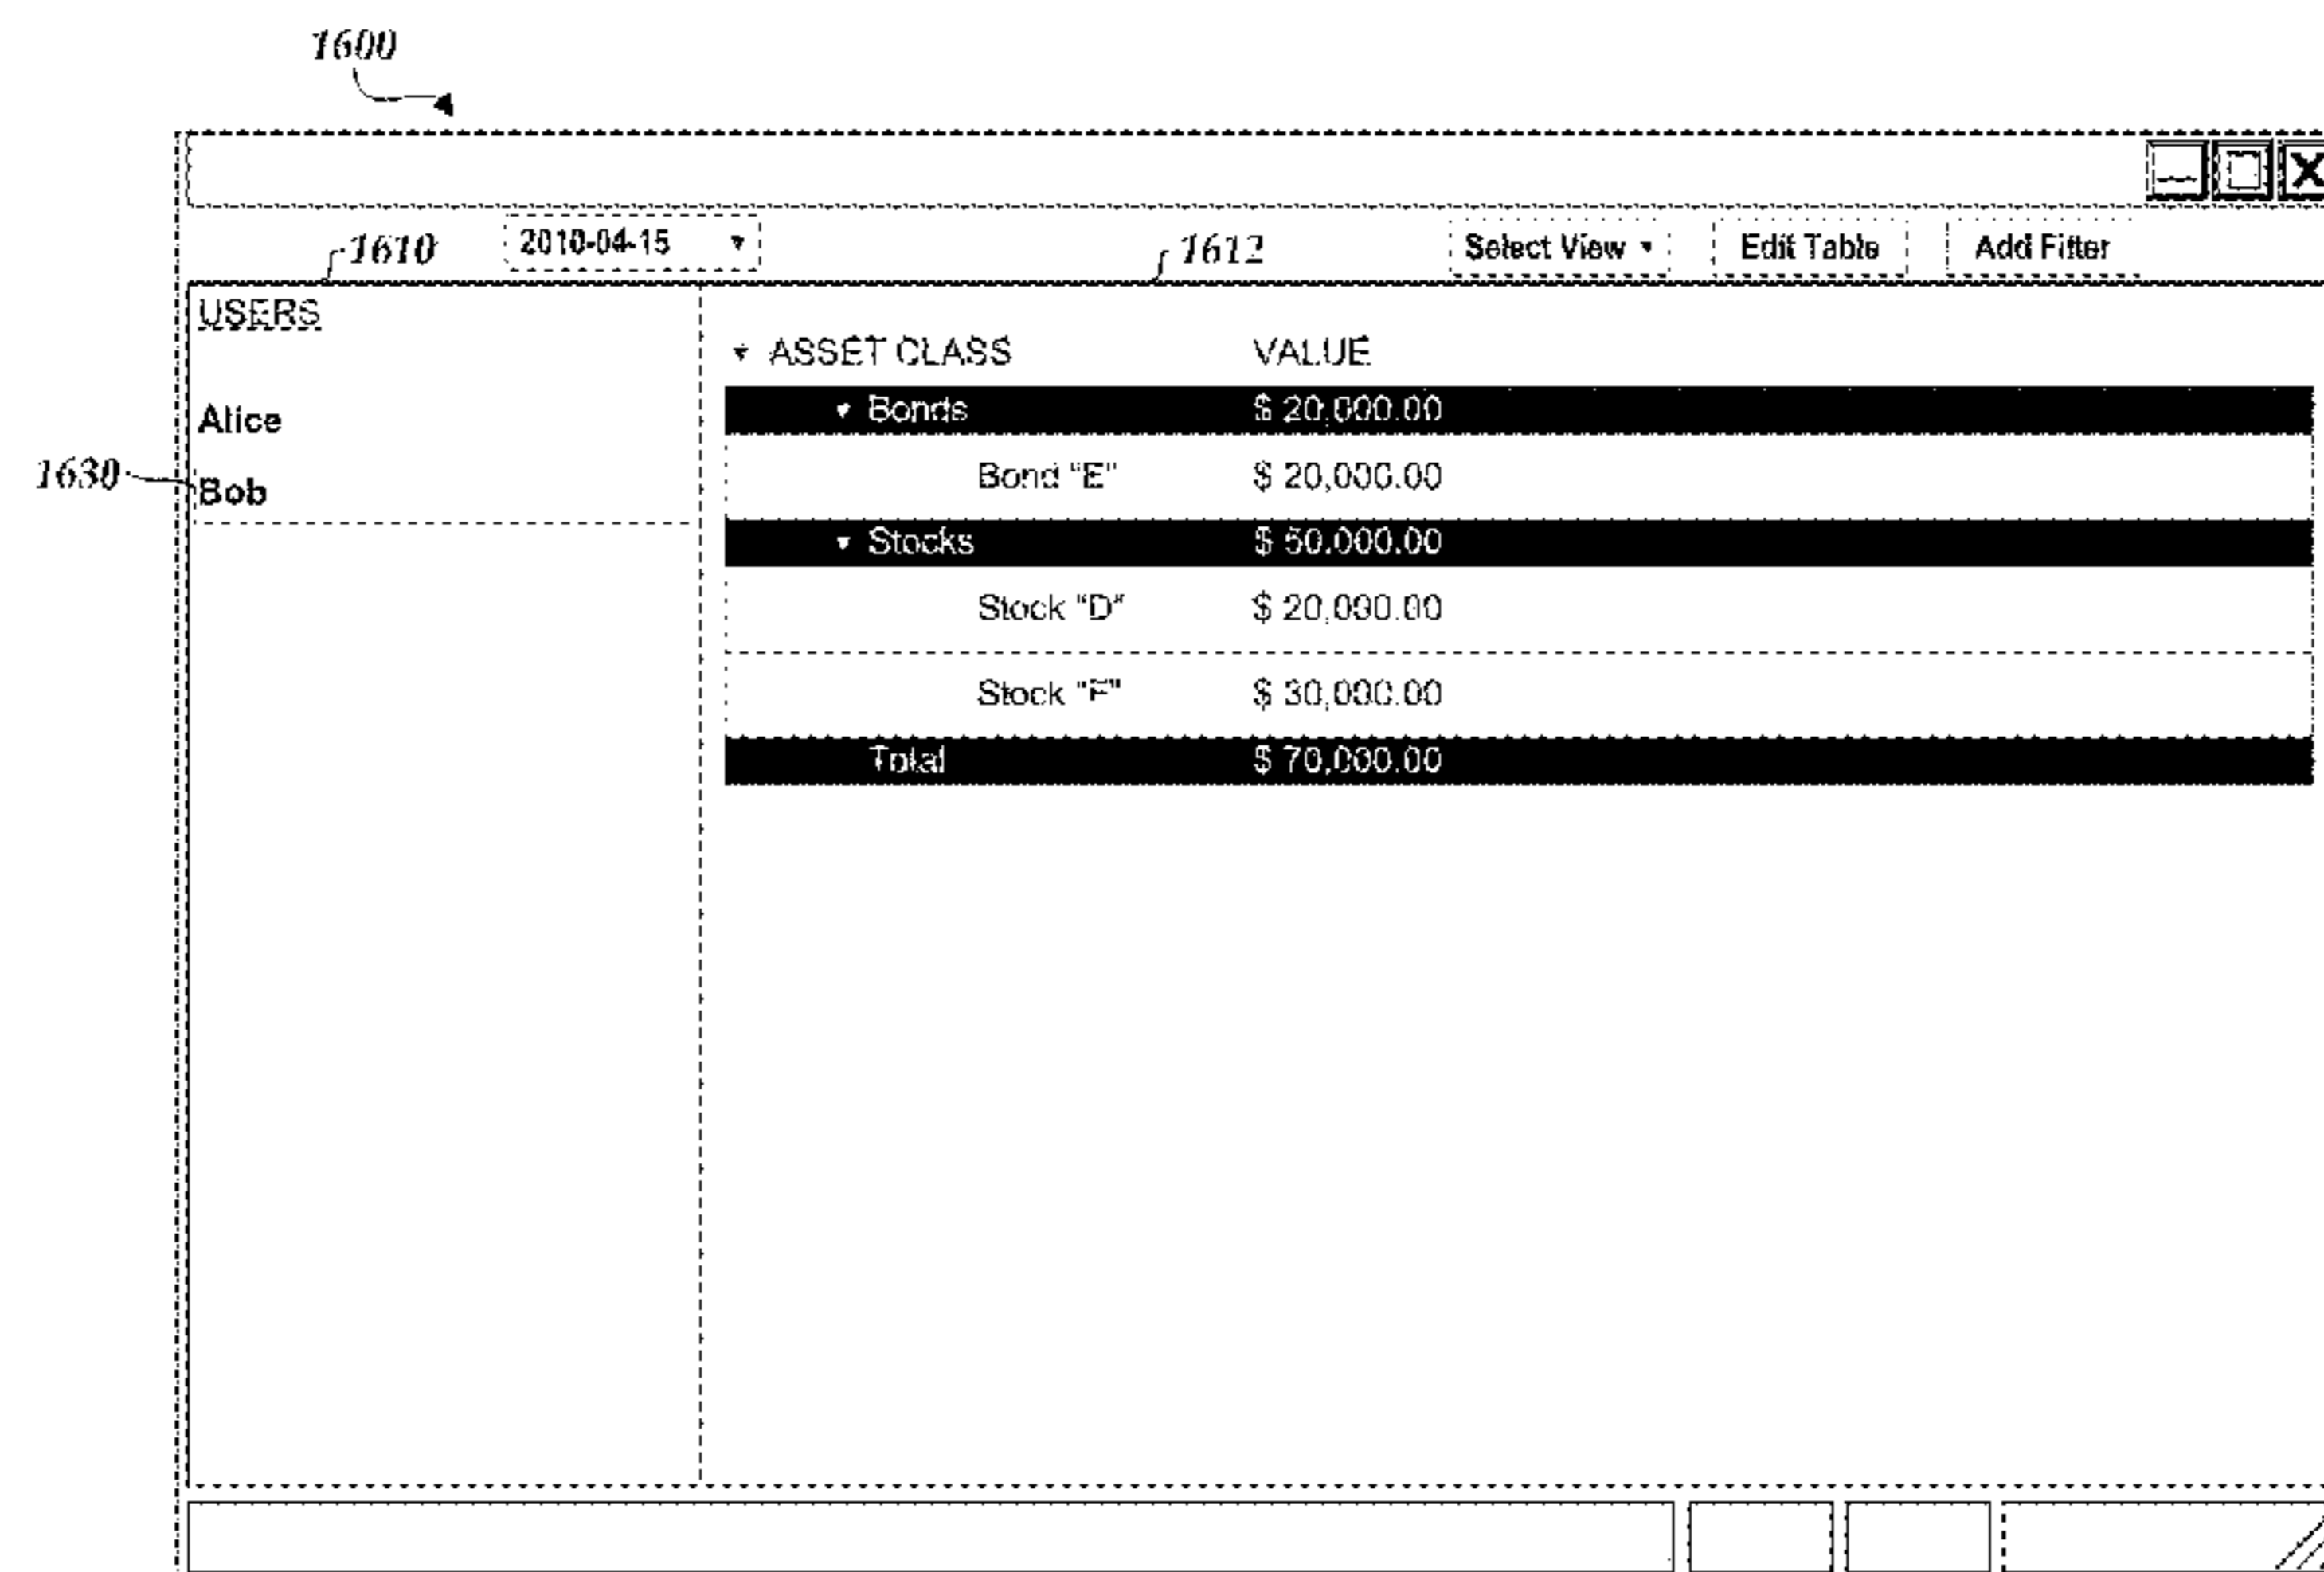 1600
1610 2010-04-15 ▼ 1612 Select View ▼ Edit Table Add Filter
USERS
▼ ASSET CLASS VALUE
▼ Bonds $ 20,000.00
Alice
Bond "E" $ 20,000.00
1630 Bob
▼ Stocks $ 50,000.00
Stock "D" $ 20,000.00
Stock "F" $ 30,000.00
Total $ 70,000.00